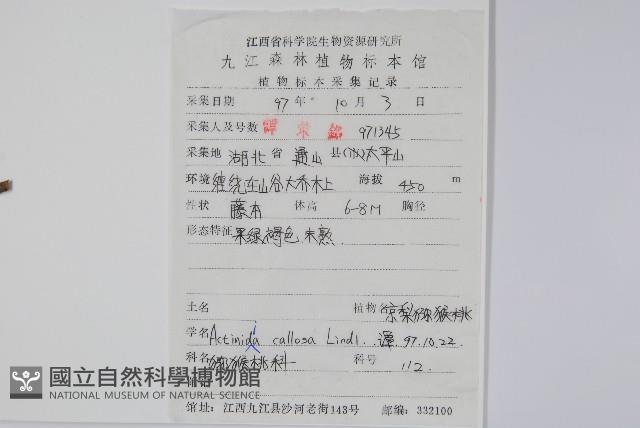 江西省科学院生物资源研究所
九江森林植物标本馆
植物标本采集记录
采集日期 97年 10月 3日
采集人及号数 譚策銘 971345
采集地 湖北省 通山县 太平山
环境 缠绕在山谷大乔木上 海拔 450 m
性状 藤本 体高 6-8M 胸径
形态特征 果绿褐色,未熟
土名 植物名 京梨猕猴桃
学名 Actinidia callosa Lindl. 譚 97.10.22.
科名 猕猴桃科 科号 112
國立自然科學博物館
NATIONAL MUSEUM OF NATURAL SCIENCE
馆址:江西九江县沙河老街143号 邮编:332100